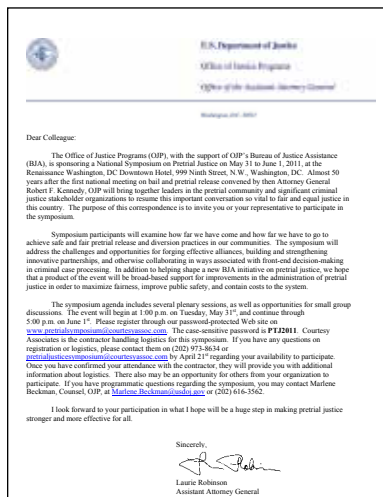 U.S. Department of Justice
Office of Justice Programs
Office of the Assistant Attorney General
Washington, D.C. 20531
Dear Colleague:
The Office of Justice Programs (OJP), with the support of OJP's Bureau of Justice Assistance
(BJA), is sponsoring a National Symposium on Pretrial Justice on May 31 to June 1, 2011, at the
Renaissance Washington, DC Downtown Hotel, 999 Ninth Street, N.W., Washington, DC. Almost 50
years after the first national meeting on bail and pretrial release convened by then Attorney General
Robert F. Kennedy, OJP will bring together leaders in the pretrial community and significant criminal
justice stakeholder organizations to resume this important conversation so vital to fair and equal justice in
this country. The purpose of this correspondence is to invite you or your representative to participate in
the symposium.
Symposium participants will examine how far we have come and how far we have to go to
achieve safe and fair pretrial release and diversion practices in our communities. The symposium will
address the challenges and opportunities for forging effective alliances, building and strengthening
innovative partnerships, and otherwise collaborating in ways associated with front-end decision-making
in criminal case processing. In addition to helping shape a new BJA initiative on pretrial justice, we hope
that a product of the event will be broad-based support for improvements in the administration of pretrial
justice in order to maximize fairness, improve public safety, and contain costs to the system.
The symposium agenda includes several plenary sessions, as well as opportunities for small group
discussions. The event will begin at 1:00 p.m. on Tuesday, May 31st, and continue through
5:00 p.m. on June 1st. Please register through our password-protected Web site on
www.pretrialsymposium@courtesyassoc.com. The case-sensitive password is PTJ2011. Courtesy
Associates is the contractor handling logistics for this symposium. If you have any questions on
registration or logistics, please contact them on (202) 973-8634 or
pretrialjusticesymposium@courtesyassoc.com by April 21st regarding your availability to participate.
Once you have confirmed your attendance with the contractor, they will provide you with additional
information about logistics. There also may be an opportunity for others from your organization to
participate. If you have programmatic questions regarding the symposium, you may contact Marlene
Beckman, Counsel, OJP, at Marlene.Beckman@usdoj.gov or (202) 616-3562.
I look forward to your participation in what I hope will be a huge step in making pretrial justice
stronger and more effective for all.
Sincerely,
Laurie Robinson
Assistant Attorney General